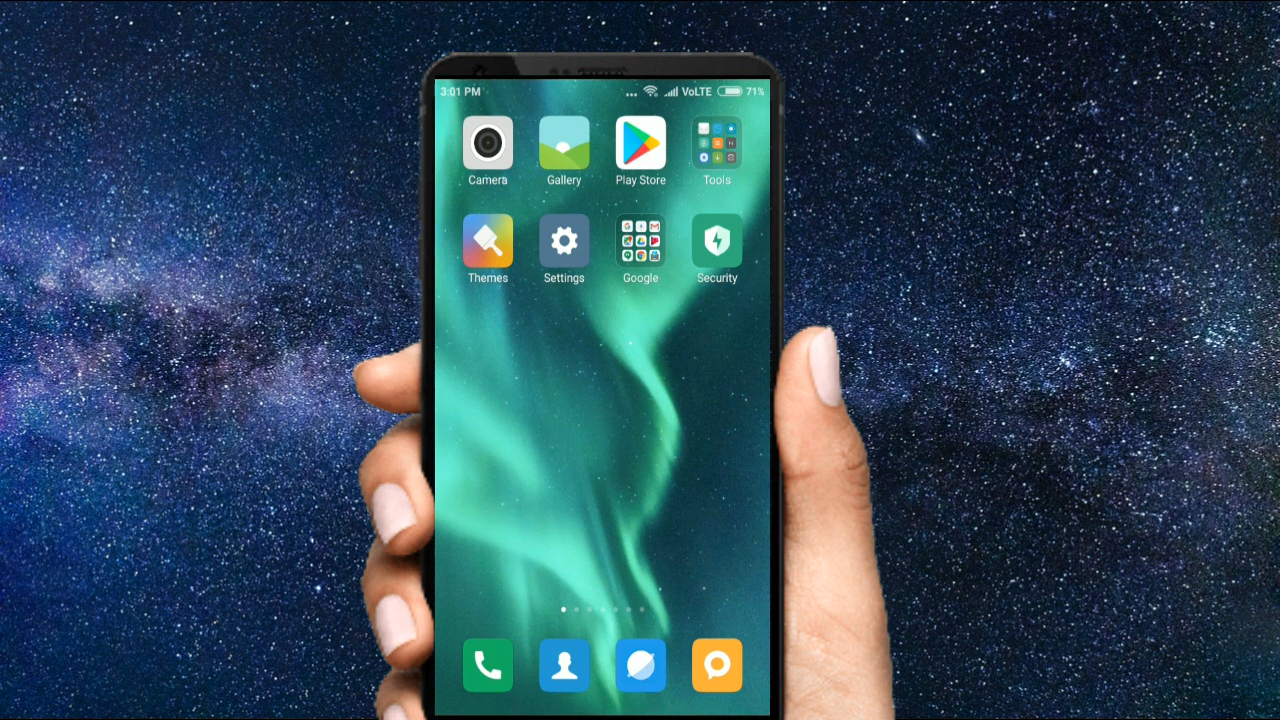 3:01 PM ... VoLTE 71%
Camera Gallery Play Store Tools
Themes Settings Google Security